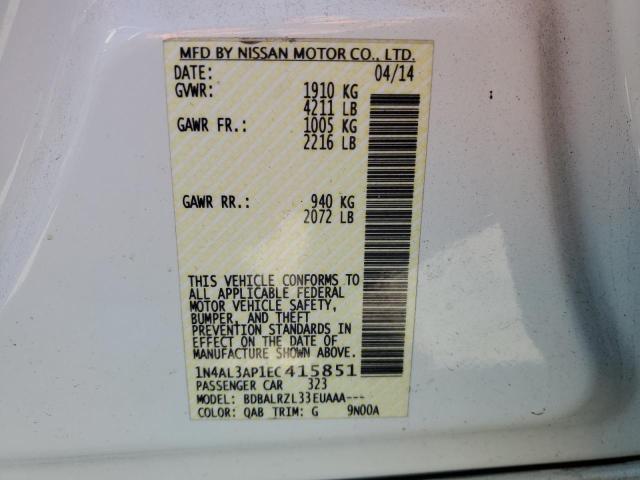 MFD BY NISSAN MOTOR CO., LTD.
DATE: 04/14
GVWR: 1910 KG
4211 LB
GAWR FR.: 1005 KG
2216 LB
GAWR RR.: 940 KG
2072 LB
THIS VEHICLE CONFORMS TO
ALL APPLICABLE FEDERAL
MOTOR VEHICLE SAFETY,
BUMPER, AND THEFT
PREVENTION STANDARDS IN
EFFECT ON THE DATE OF
MANUFACTURE SHOWN ABOVE.
1N4AL3AP1EC415851
PASSENGER CAR 323
MODEL: BDBALRZL33EUAAA---
COLOR: QAB TRIM: G 9N00A